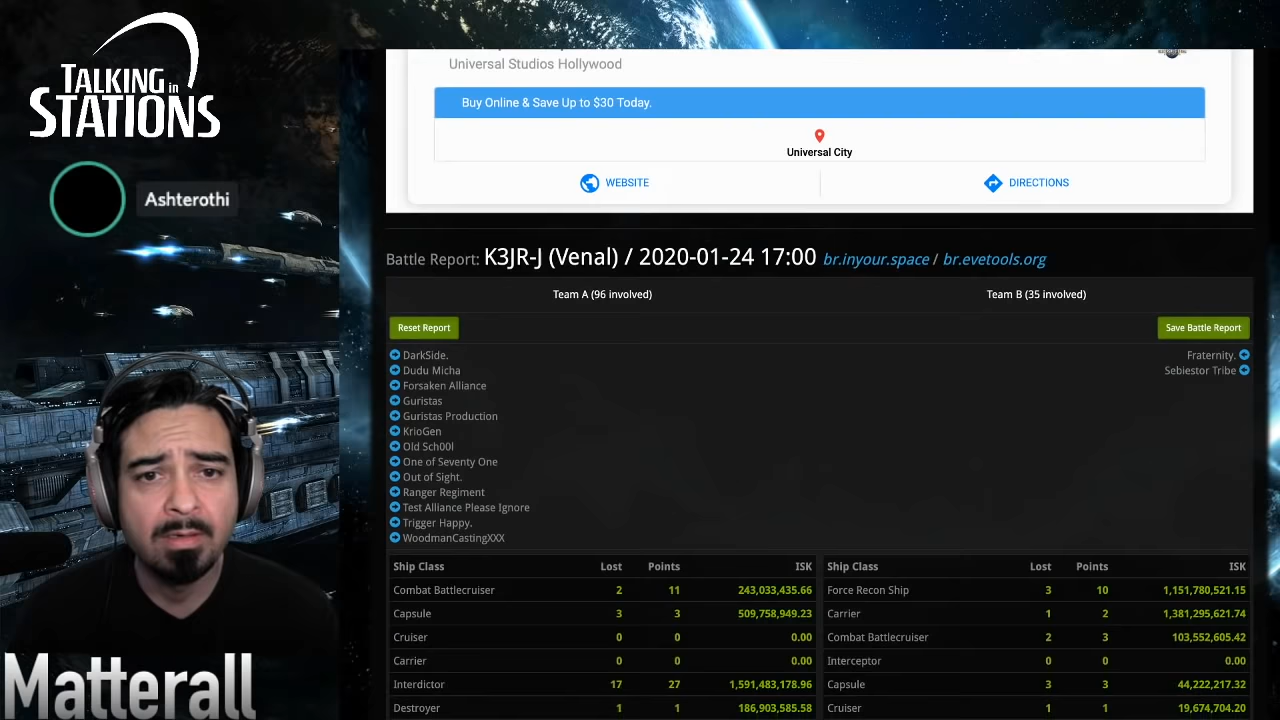 TALKING in
STATIONS
Ashterothi
Universal Studios Hollywood
Buy Online & Save Up to $30 Today.
Universal City
WEBSITE
DIRECTIONS
Battle Report: K3JR-J (Venal) / 2020-01-24 17:00 br.inyour.space / br.evetools.org
Team A (96 involved) Team B (35 involved)
Reset Report Save Battle Report
DarkSide. Fraternity.
Dudu Micha Sebiestor Tribe
Forsaken Alliance
Guristas
Guristas Production
KrioGen
Old Sch00l
One of Seventy One
Out of Sight.
Ranger Regiment
Test Alliance Please Ignore
Trigger Happy.
WoodmanCastingXXX
Ship Class Lost Points ISK Ship Class Lost Points ISK
Combat Battlecruiser 2 11 243,033,435.66 Force Recon Ship 3 10 1,151,780,521.15
Capsule 3 3 509,758,949.23 Carrier 1 2 1,381,295,621.74
Cruiser 0 0 0.00 Combat Battlecruiser 2 3 103,552,605.42
Carrier 0 0 0.00 Interceptor 0 0 0.00
Interdictor 17 27 1,591,483,178.96 Capsule 3 3 44,222,217.32
Destroyer 1 1 186,903,585.58 Cruiser 1 1 19,674,704.20
Matterall